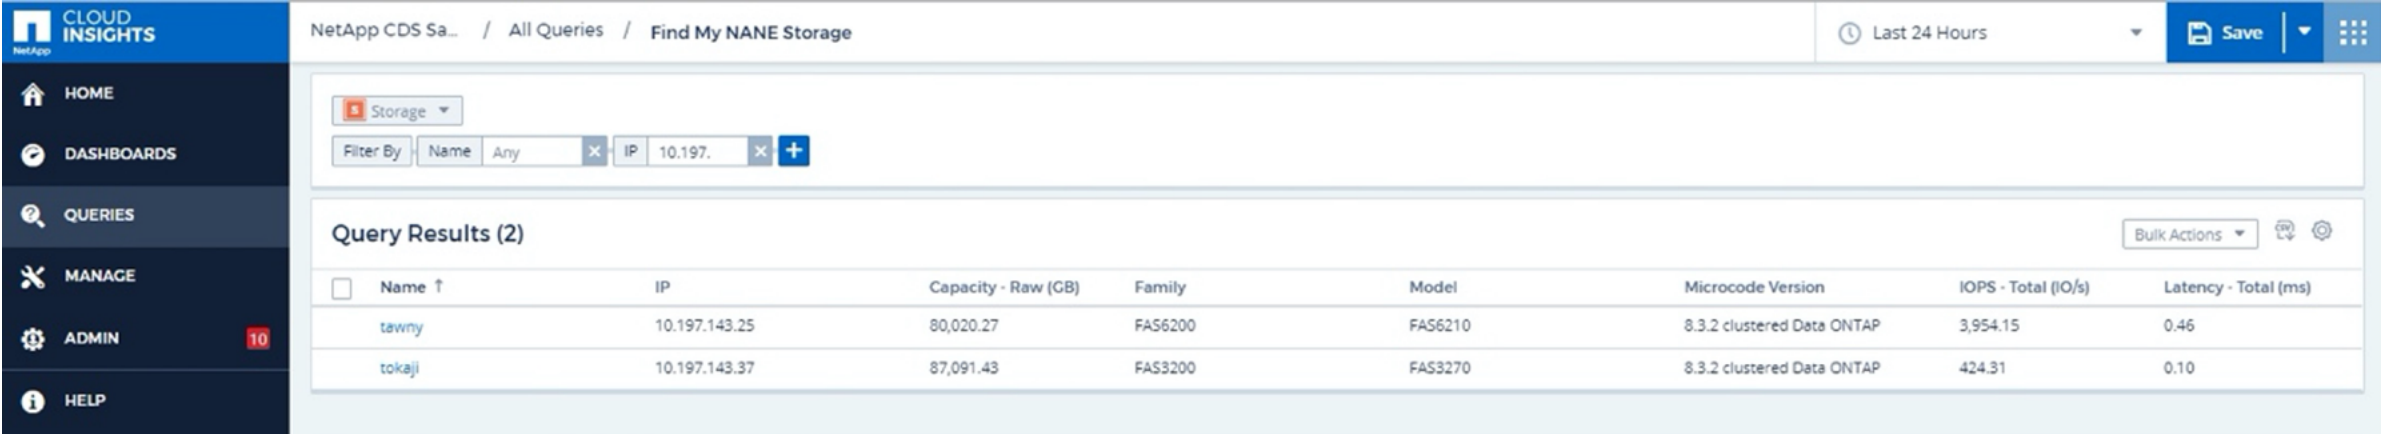 CLOUD
INSIGHTS
NetApp
NetApp CDS Sa... / All Queries / Find My NANE Storage
Last 24 Hours
Save
HOME
DASHBOARDS
QUERIES
MANAGE
ADMIN 10
HELP
S Storage
Filter By Name Any × IP 10.197. × +
Query Results (2)
Bulk Actions
Name ↑ IP Capacity - Raw (GB) Family Model Microcode Version IOPS - Total (IO/s) Latency - Total (ms)
tawny 10.197.143.25 80,020.27 FAS6200 FAS6210 8.3.2 clustered Data ONTAP 3,954.15 0.46
tokaji 10.197.143.37 87,091.43 FAS3200 FAS3270 8.3.2 clustered Data ONTAP 424.31 0.10